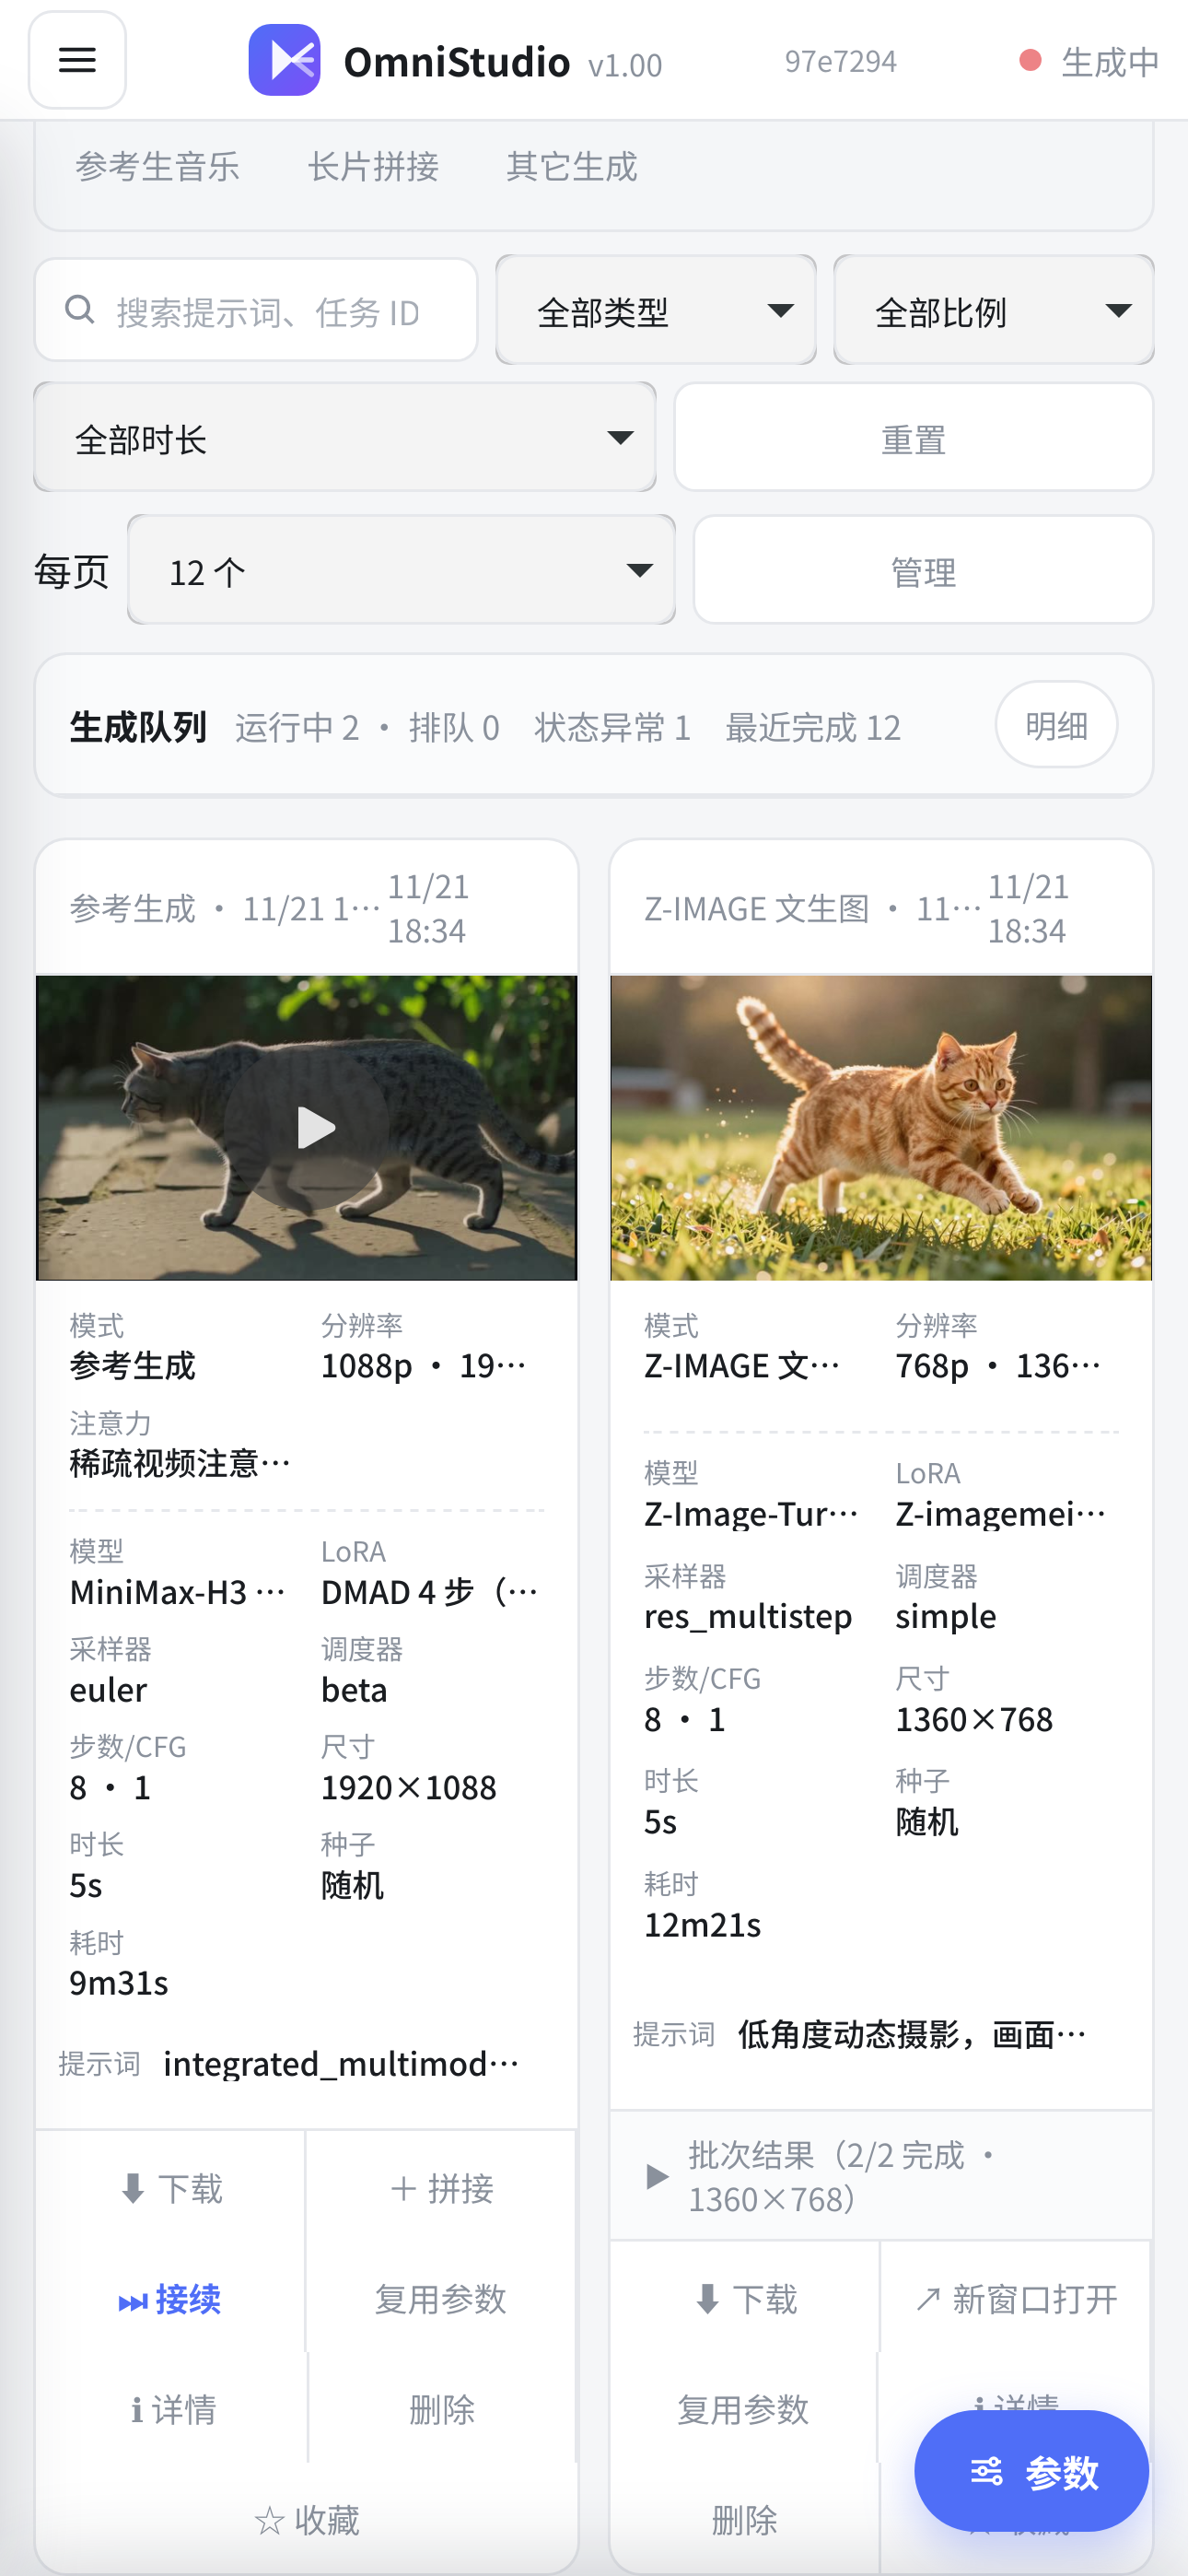 OmniStudio v1.00 97e7294 生成中
参考生音乐 长片拼接 其它生成
搜索提示词、任务 ID 全部类型 全部比例
全部时长 重置
每页 12 个 管理
生成队列 运行中 2 · 排队 0 状态异常 1 最近完成 12 明细
参考生成 · 11/21 1… 11/21
18:34
模式 分辨率
参考生成 1088p · 19…
注意力
稀疏视频注意…
模型 LoRA
MiniMax-H3 … DMAD 4 步（…
采样器 调度器
euler beta
步数/CFG 尺寸
8 · 1 1920×1088
时长 种子
5s 随机
耗时
9m31s
提示词 integrated_multimod…
⬇ 下载 ＋ 拼接
⏭ 接续 复用参数
ℹ 详情 删除
☆ 收藏
Z-IMAGE 文生图 · 11… 11/21
18:34
模式 分辨率
Z-IMAGE 文… 768p · 136…
模型 LoRA
Z-Image-Tur… Z-imagemei…
采样器 调度器
res_multistep simple
步数/CFG 尺寸
8 · 1 1360×768
时长 种子
5s 随机
耗时
12m21s
提示词 低角度动态摄影，画面…
▶ 批次结果（2/2 完成 ·
1360×768）
⬇ 下载 ↗ 新窗口打开
复用参数 ℹ 详情
删除
参数